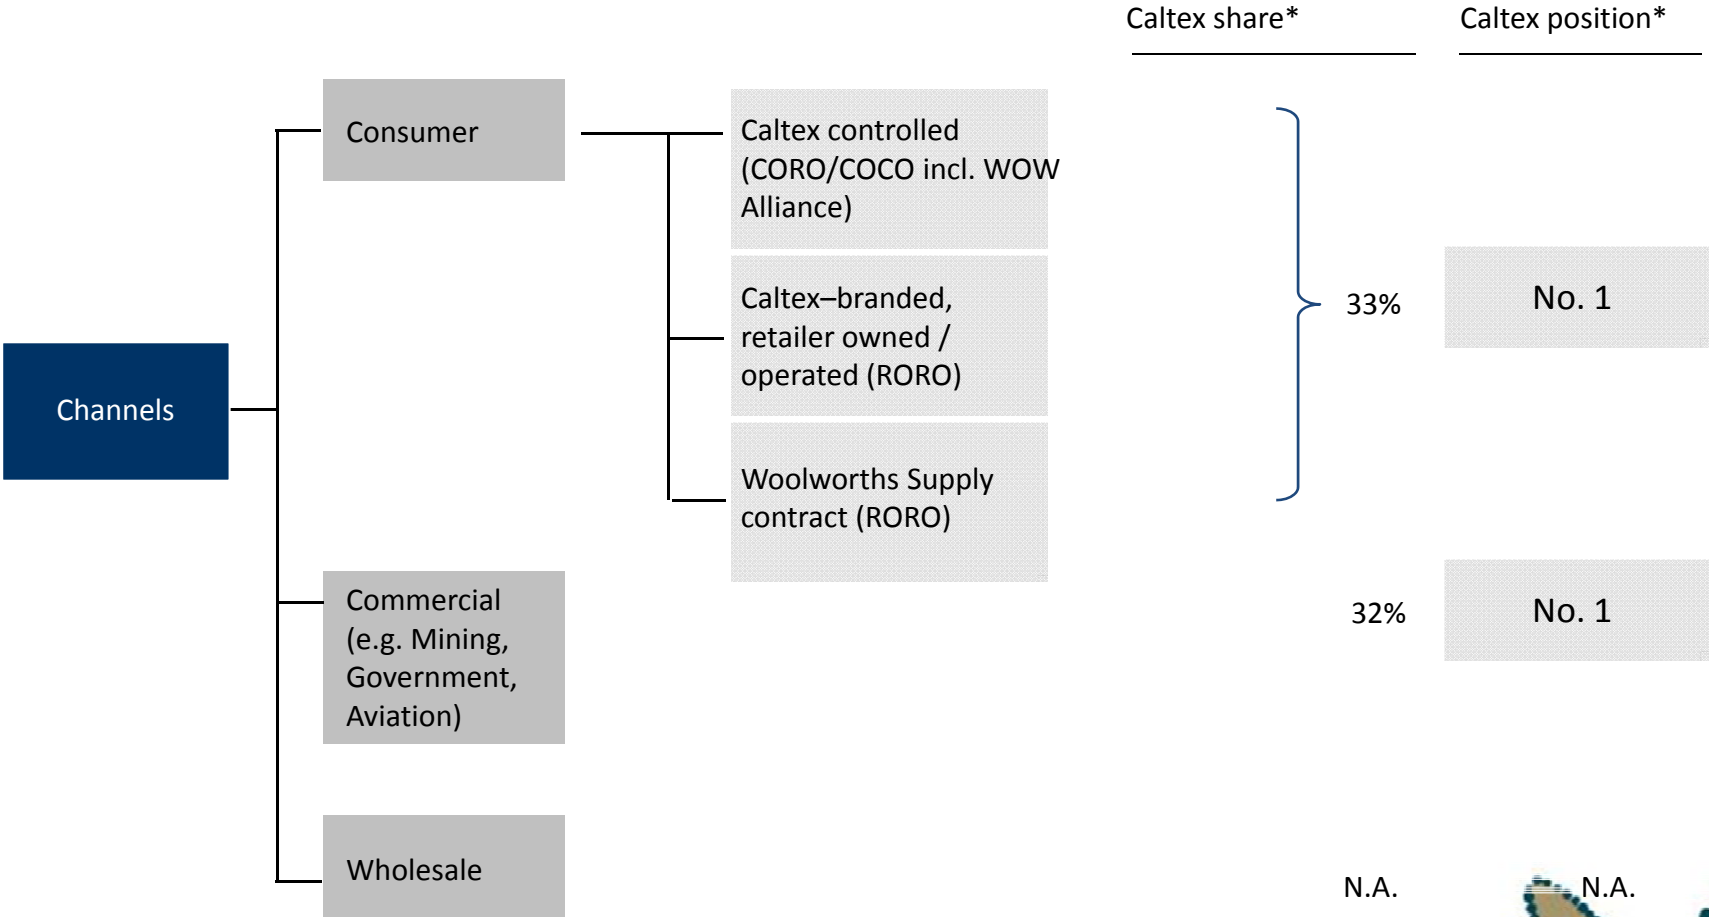 Caltex share*
Caltex position*
Consumer
Caltex controlled
(CORO/COCO incl. WOW
Alliance)
Caltex–branded,
retailer owned /
operated (RORO)
33%
No. 1
Channels
Woolworths Supply
contract (RORO)
Commercial
(e.g. Mining,
Government,
Aviation)
32%
No. 1
Wholesale
N.A.
N.A.